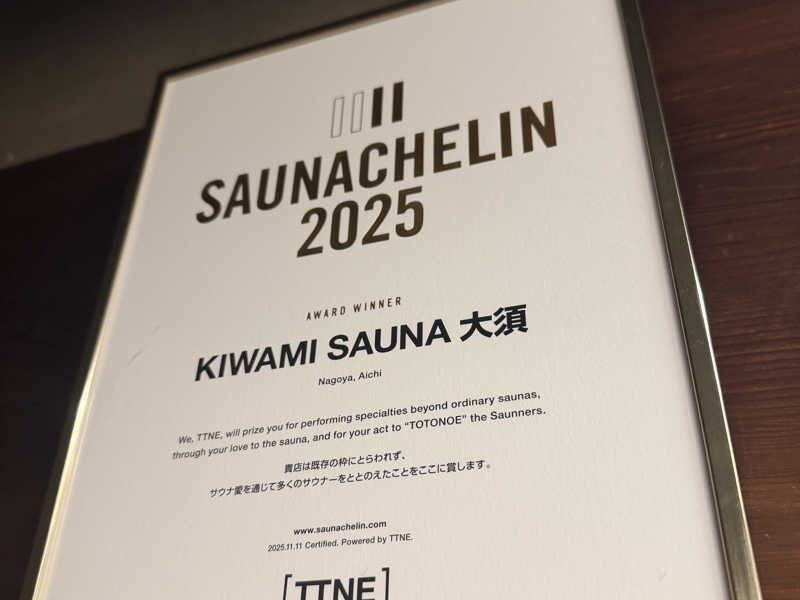 SAUNACHELIN
2025
AWARD WINNER
KIWAMI SAUNA 大須
Nagoya, Aichi
We, TTNE, will prize you for performing specialties beyond ordinary saunas,
through your love to the sauna, and for your act to “TOTONOE” the Saunners.
貴店は既存の枠にとらわれず、
サウナ愛を通じて多くのサウナーをととのえたことをここに賞します。
www.saunachelin.com
2025.11.11 Certified. Powered by TTNE.
[TTNE]